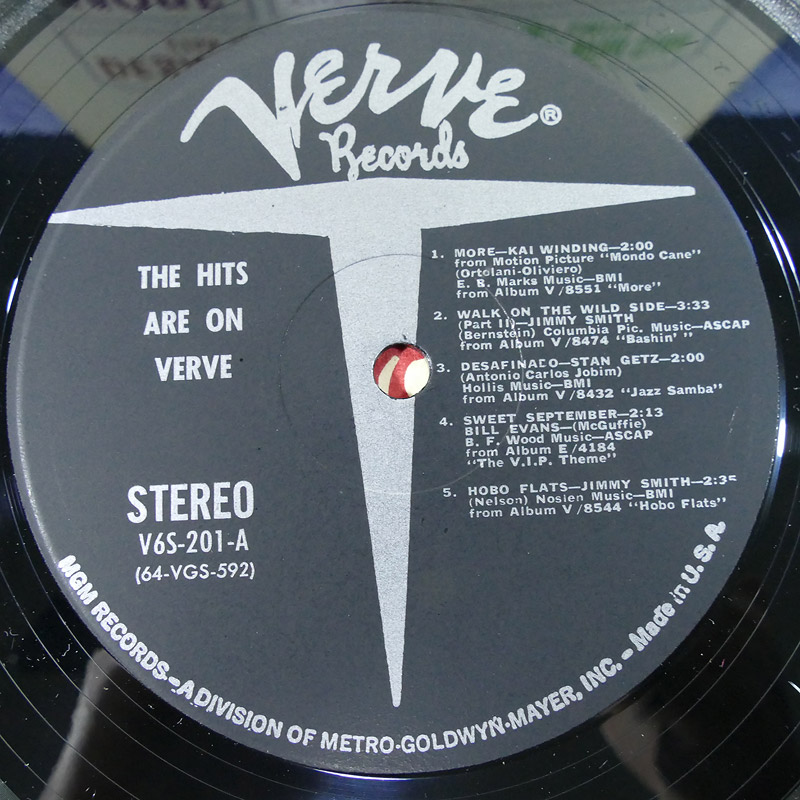 Verve ®
Records
THE HITS
ARE ON
VERVE
STEREO
V6S-201-A
(64-VGS-592)
1. MORE—KAI WINDING—2:00
from Motion Picture "Mondo Cane"
(Ortolani-Oliviero)
E. B. Marks Music—BMI
from Album V/8551 "More"
2. WALK ON THE WILD SIDE—3:33
(Part II)—JIMMY SMITH
(Bernstein) Columbia Pic. Music—ASCAP
from Album V/8474 "Bashin' "
3. DESAFINADO—STAN GETZ—2:00
(Antonio Carlos Jobim)
Hollis Music—BMI
from Album V/8432 "Jazz Samba"
4. SWEET SEPTEMBER—2:13
BILL EVANS—(McGuffie)
B. F. Wood Music—ASCAP
from Album E/4184
"The V.I.P. Theme"
5. HOBO FLATS—JIMMY SMITH—2:35
(Nelson) Noslen Music—BMI
from Album V/8544 "Hobo Flats"
MGM RECORDS—A DIVISION OF METRO-GOLDWYN-MAYER, INC. — Made in U.S.A.